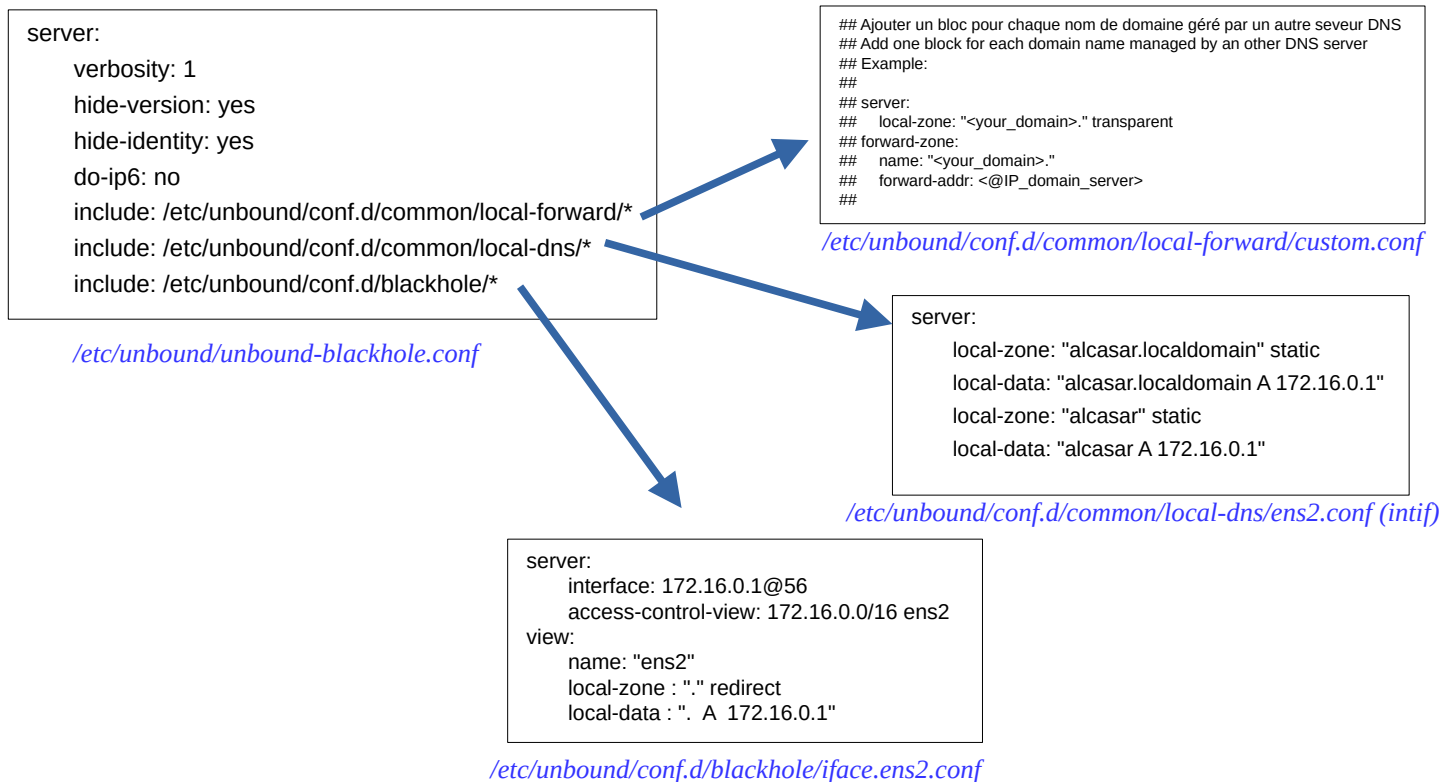 server:
verbosity: 1
hide-version: yes
hide-identity: yes
do-ip6: no
include: /etc/unbound/conf.d/common/local-forward/*
include: /etc/unbound/conf.d/common/local-dns/*
include: /etc/unbound/conf.d/blackhole/*
/etc/unbound/unbound-blackhole.conf
## Ajouter un bloc pour chaque nom de domaine géré par un autre seveur DNS
## Add one block for each domain name managed by an other DNS server
## Example:
##
## server:
## local-zone: "<your_domain>." transparent
## forward-zone:
## name: "<your_domain>."
## forward-addr: <@IP_domain_server>
##
/etc/unbound/conf.d/common/local-forward/custom.conf
server:
local-zone: "alcasar.localdomain" static
local-data: "alcasar.localdomain A 172.16.0.1"
local-zone: "alcasar" static
local-data: "alcasar A 172.16.0.1"
/etc/unbound/conf.d/common/local-dns/ens2.conf (intif)
server:
interface: 172.16.0.1@56
access-control-view: 172.16.0.0/16 ens2
view:
name: "ens2"
local-zone : "." redirect
local-data : ". A 172.16.0.1"
/etc/unbound/conf.d/blackhole/iface.ens2.conf